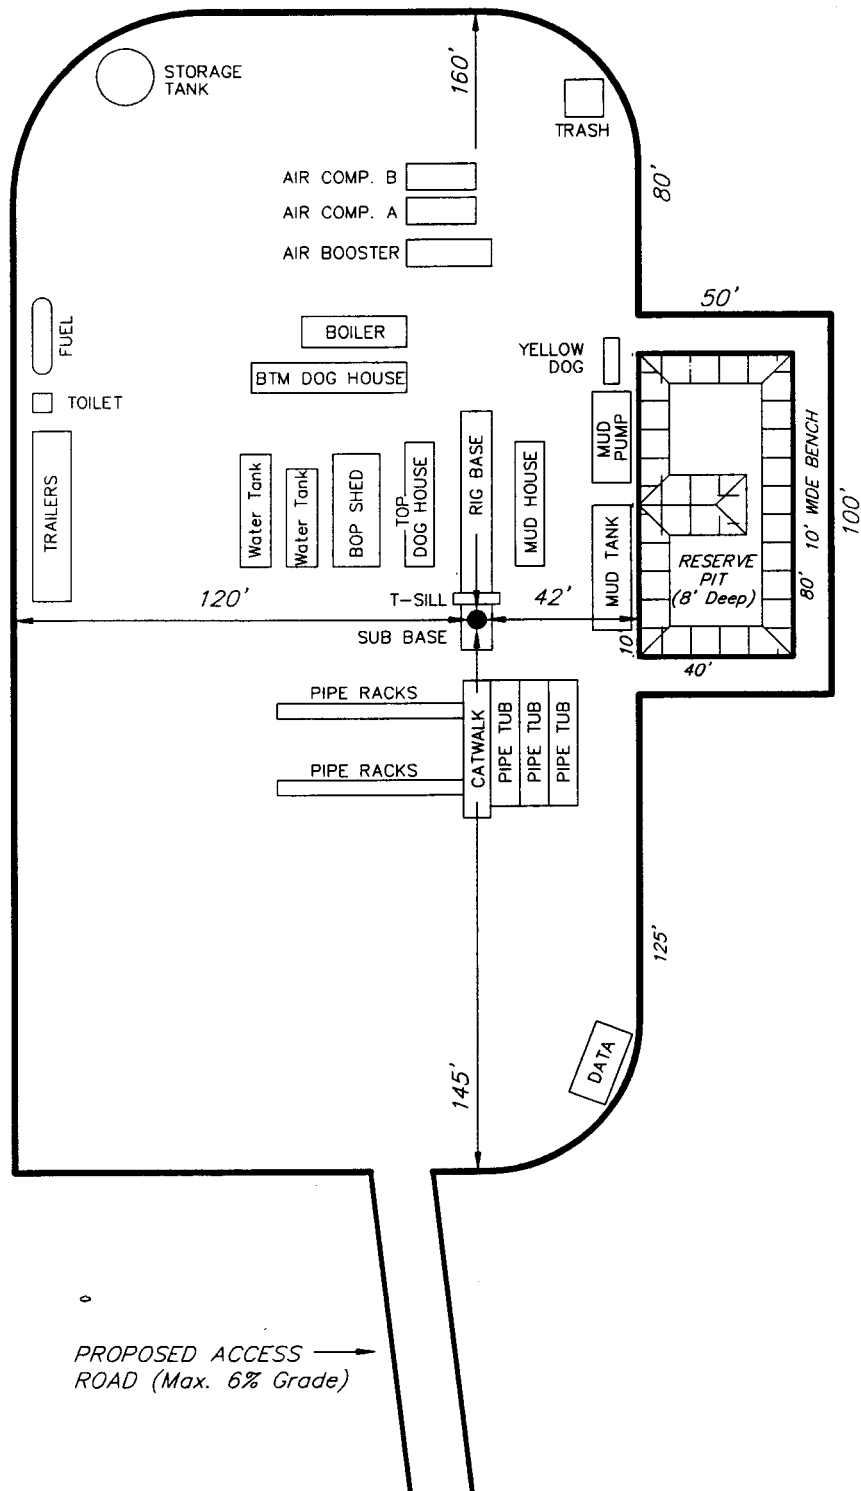 160'
STORAGE
TANK
TRASH
AIR COMP. B
AIR COMP. A
AIR BOOSTER
80'
50'
FUEL
BOILER
YELLOW
DOG
BTM DOG HOUSE
TOILET
MUD
PUMP
TRAILERS
Water Tank
Water Tank
BOP SHED
TOP
DOG HOUSE
RIG BASE
MUD HOUSE
MUD TANK
10' WIDE BENCH
100'
RESERVE
PIT
(8' Deep)
80'
120'
T-SILL
42'
SUB BASE
10'
40'
PIPE RACKS
CATWALK
PIPE TUB
PIPE TUB
PIPE TUB
PIPE RACKS
125'
145'
DATA
PROPOSED ACCESS
ROAD (Max. 6% Grade)